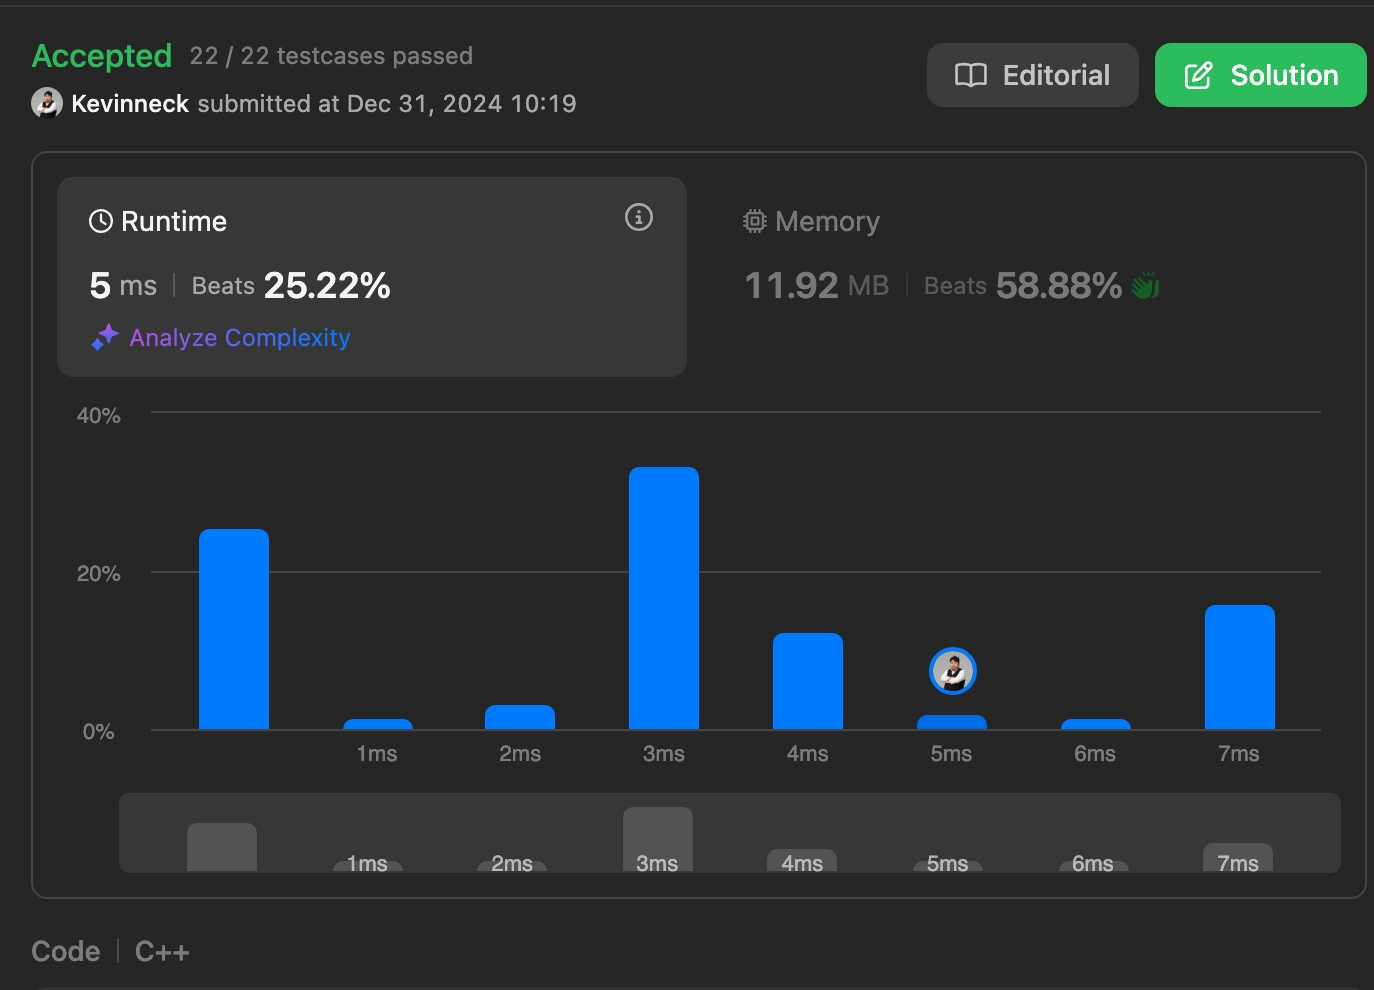 Accepted 22 / 22 testcases passed
Kevinneck submitted at Dec 31, 2024 10:19
Editorial
Solution
Runtime
5 ms | Beats 25.22%
Analyze Complexity
Memory
11.92 MB | Beats 58.88%
40%
20%
0%
1ms 2ms 3ms 4ms 5ms 6ms 7ms
1ms 2ms 3ms 4ms 5ms 6ms 7ms
Code | C++